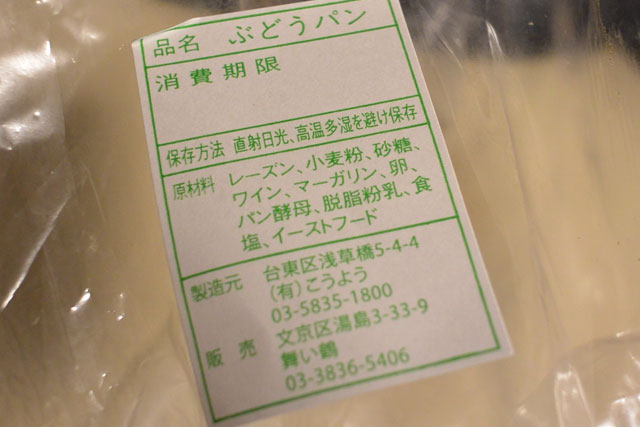 品名 ぶどうパン
消費期限
保存方法 直射日光、高温多湿を避け保存
原材料 レーズン、小麦粉、砂糖、
ワイン、マーガリン、卵、
パン酵母、脱脂粉乳、食
塩、イーストフード
製造元 台東区浅草橋5-4-4
(有)こうよう
03-5835-1800
販売 文京区湯島3-33-9
舞い鶴
03-3836-5406